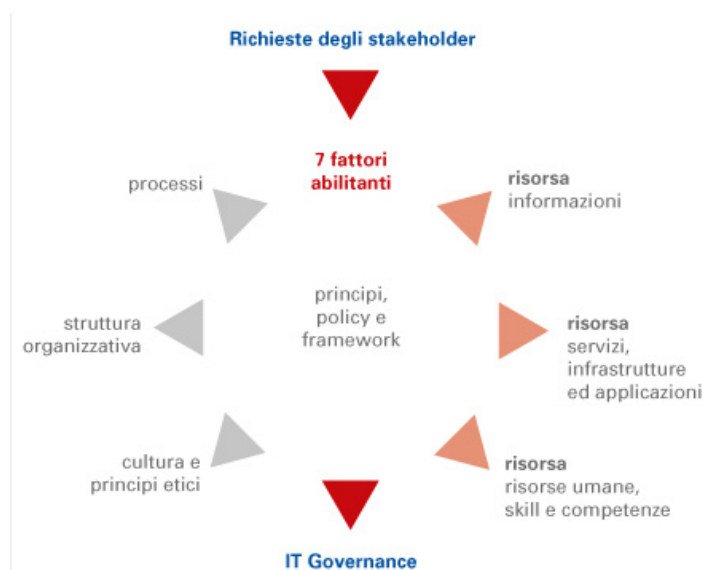 Richieste degli stakeholder
7 fattori
abilitanti
processi
risorsa
informazioni
struttura
organizzativa
principi,
policy e
framework
risorsa
servizi,
infrastrutture
ed applicazioni
cultura e
principi etici
risorsa
risorse umane,
skill e competenze
IT Governance